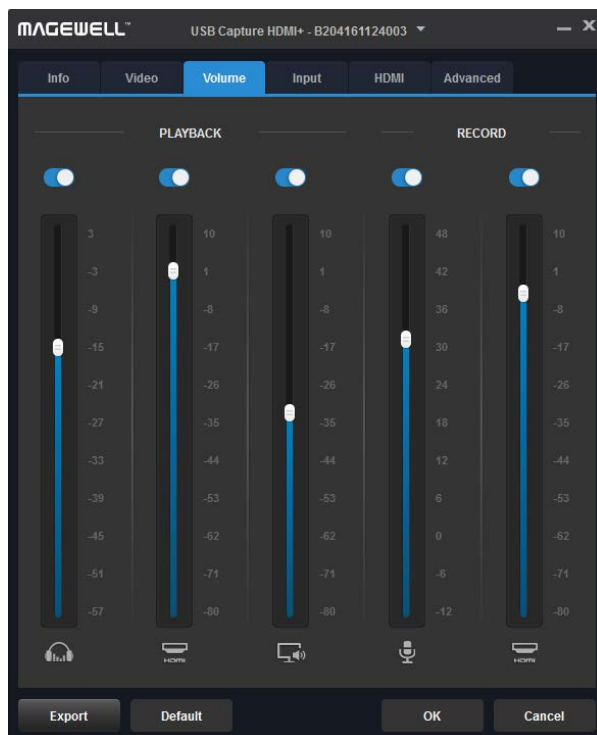 MAGEWELL™ USB Capture HDMI+ - B204161124003
Info Video Volume Input HDMI Advanced
PLAYBACK RECORD
3 10 10 48 10
-3 1 1 42 1
-9 -8 -8 36 -8
-15 -17 -17 30 -17
-21 -26 -26 24 -26
-27 -35 -35 18 -35
-33 -44 -44 12 -44
-39 -53 -53 6 -53
-45 -62 -62 0 -62
-51 -71 -71 -6 -71
-57 -80 -80 -12 -80
HDMI HDMI
Export Default OK Cancel